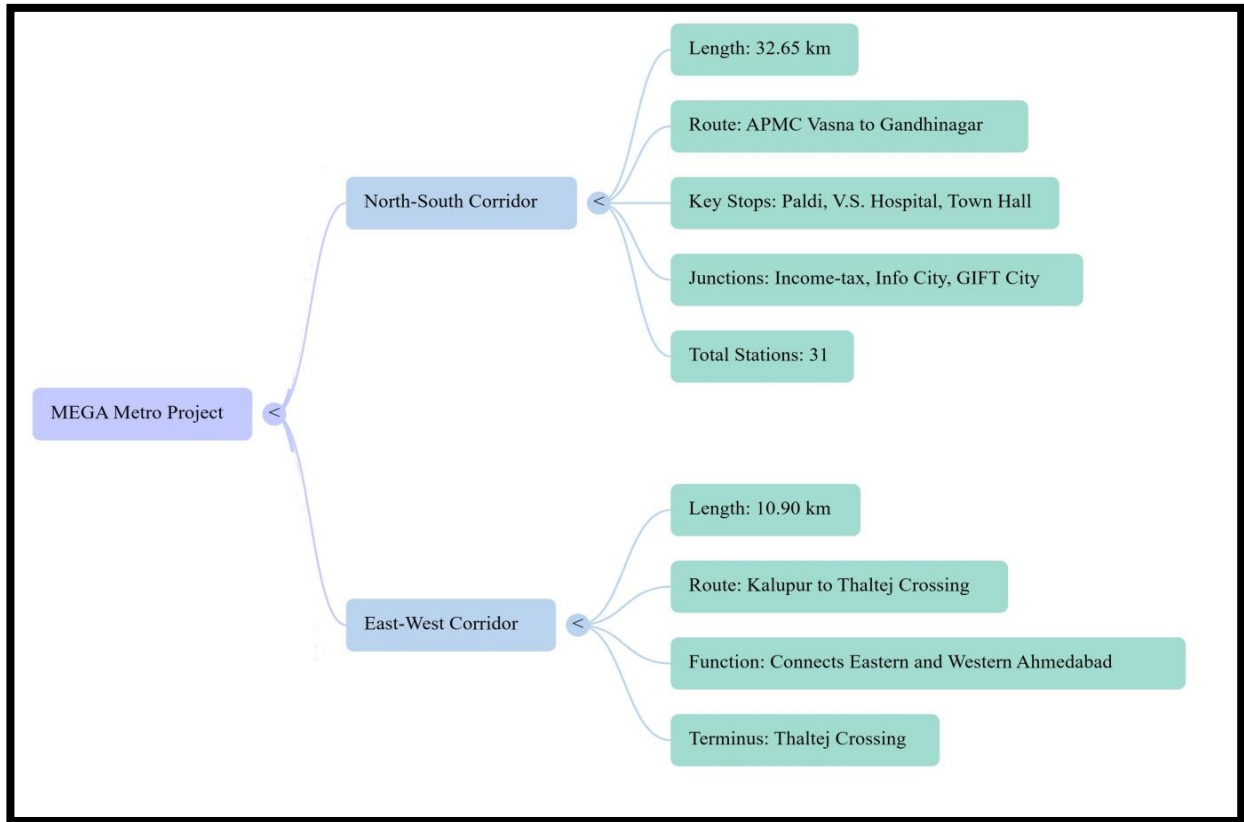 MEGA Metro Project
<
North-South Corridor
<
Length: 32.65 km
Route: APMC Vasna to Gandhinagar
Key Stops: Paldi, V.S. Hospital, Town Hall
Junctions: Income-tax, Info City, GIFT City
Total Stations: 31
East-West Corridor
<
Length: 10.90 km
Route: Kalupur to Thaltej Crossing
Function: Connects Eastern and Western Ahmedabad
Terminus: Thaltej Crossing